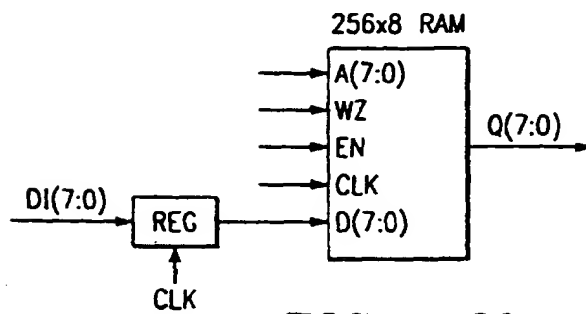 256x8 RAM
A(7:0)
WZ
EN
CLK
D(7:0)
Q(7:0)
DI(7:0)
REG
CLK